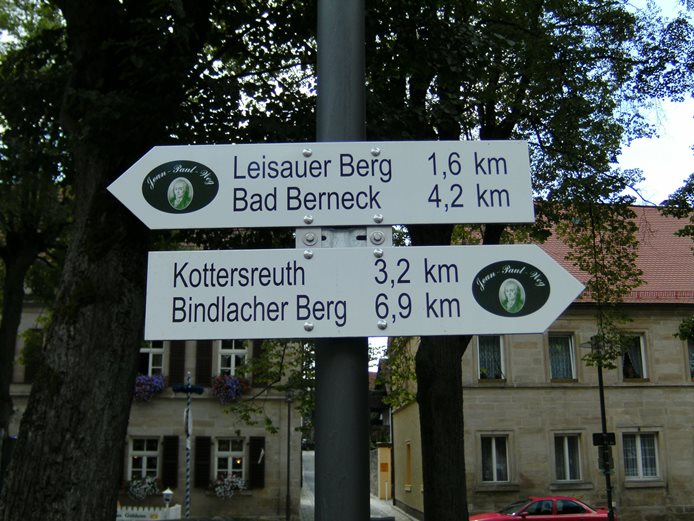 Jean-Paul-Weg
Leisauer Berg 1,6 km
Bad Berneck 4,2 km
Kottersreuth 3,2 km
Bindlacher Berg 6,9 km
Jean-Paul-Weg